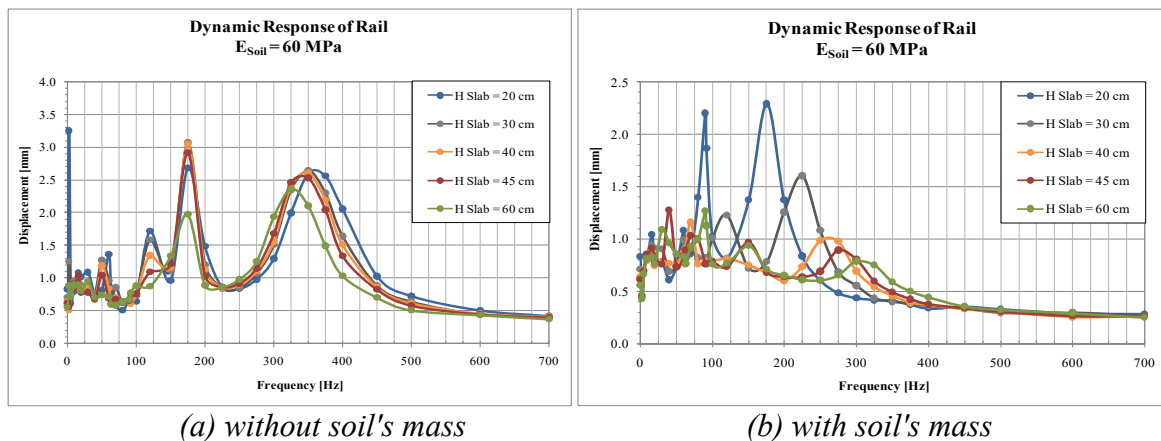 Dynamic Response of Rail
E_Soil = 60 MPa
Displacement [mm]
4.0
3.5
3.0
2.5
2.0
1.5
1.0
0.5
0.0
H Slab = 20 cm
H Slab = 30 cm
H Slab = 40 cm
H Slab = 45 cm
H Slab = 60 cm
0 100 200 300 400 500 600 700
Frequency [Hz]
(a) without soil's mass
Dynamic Response of Rail
E_Soil = 60 MPa
Displacement [mm]
2.5
2.0
1.5
1.0
0.5
0.0
H Slab = 20 cm
H Slab = 30 cm
H Slab = 40 cm
H Slab = 45 cm
H Slab = 60 cm
0 100 200 300 400 500 600 700
Frequency [Hz]
(b) with soil's mass